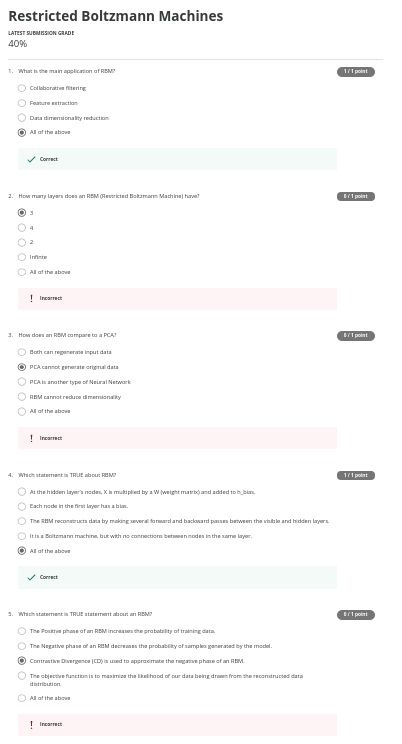 Restricted Boltzmann Machines
LATEST SUBMISSION GRADE
40%
1. What is the main application of RBM? 1 / 1 point
Collaborative filtering
Feature extraction
Data dimensionality reduction
All of the above
Correct
2. How many layers does an RBM (Restricted Boltzmann Machine) have? 0 / 1 point
3
4
2
Infinte
All of the above
! Incorrect
3. How does an RBM compare to a PCA? 0 / 1 point
Both can regenerate input data
PCA cannot generate original data
PCA is another type of Neural Network
RBM cannot reduce dimensionality
All of the above
! Incorrect
4. Which statement is TRUE about RBM? 1 / 1 point
At the hidden layer's nodes, X is multiplied by a W (weight matrix) and added to h_bias.
Each node in the first layer has a bias.
The RBM reconstructs data by making several forward and backward passes between the visible and hidden layers.
It is a Boltzmann machine, but with no connections between nodes in the same layer.
All of the above
Correct
5. Which statement is TRUE statement about an RBM? 0 / 1 point
The Positive phase of an RBM increases the probability of training data.
The Negative phase of an RBM decreases the probability of samples generated by the model.
Contrastive Divergence (CD) is used to approximate the negative phase of an RBM.
The objective function is to maximize the likelihood of our data being drawn from the reconstructed data
distribution.
All of the above
! Incorrect